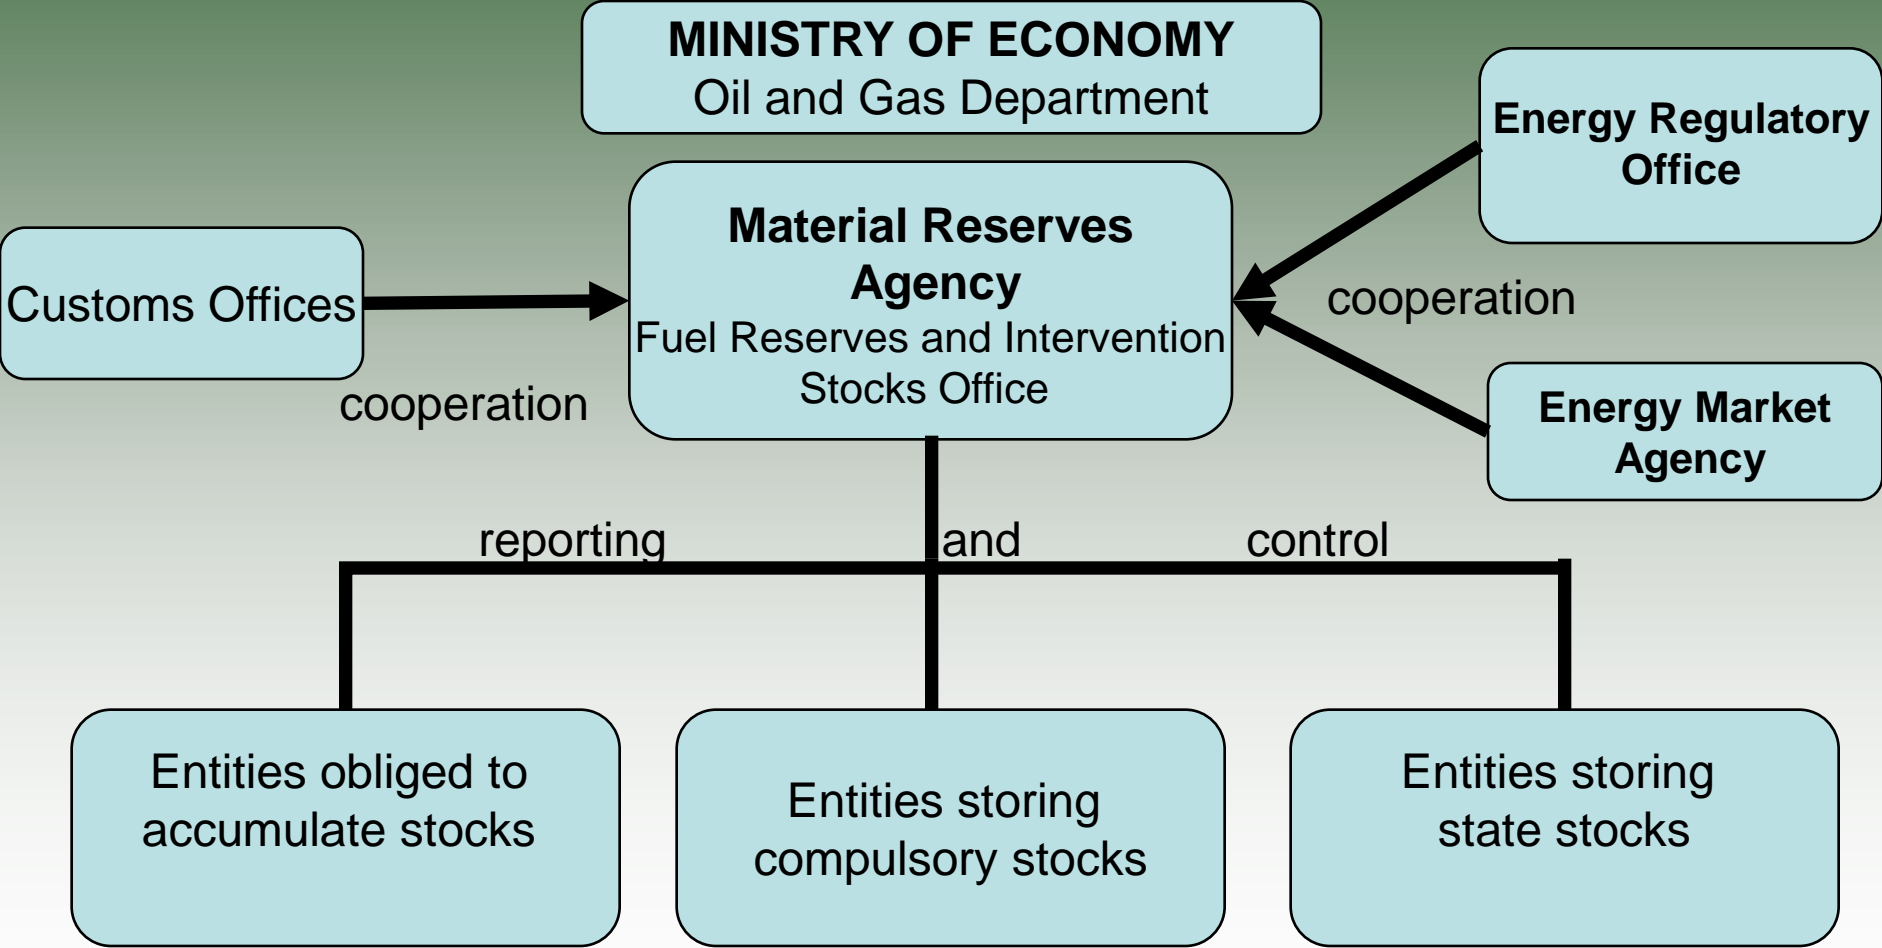 MINISTRY OF ECONOMY
Oil and Gas Department
Energy Regulatory
Office
Material Reserves
Agency
Fuel Reserves and Intervention
Stocks Office
Customs Offices
cooperation
cooperation
Energy Market
Agency
reporting and control
Entities obliged to
accumulate stocks
Entities storing
compulsory stocks
Entities storing
state stocks